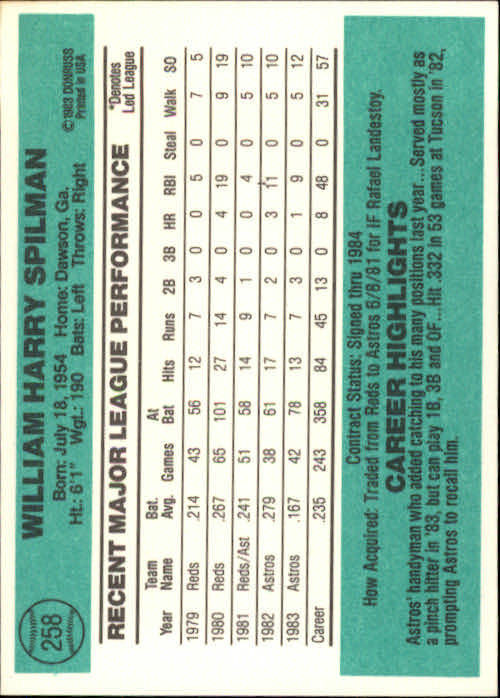 258
WILLIAM HARRY SPILMAN
Born: July 18, 1954 Home: Dawson, Ga.
Ht.: 6'1" Wgt.: 190 Bats: Left Throws: Right
©1983 DONRUSS
Printed in USA
RECENT MAJOR LEAGUE PERFORMANCE
*Denotes
Led League
Year Team Name Bat. Avg. Games At Bat Hits Runs 2B 3B HR RBI Steal Walk SO
1979 Reds .214 43 56 12 7 3 0 0 5 0 7 5
1980 Reds .267 65 101 27 14 4 0 4 19 0 9 19
1981 Reds/Ast .241 51 58 14 9 1 0 0 4 0 5 10
1982 Astros .279 38 61 17 7 2 0 3 11 0 5 10
1983 Astros .167 42 78 13 7 3 0 1 9 0 5 12
Career .235 243 358 84 45 13 0 8 48 0 31 57
Contract Status: Signed thru 1984
How Acquired: Traded from Reds to Astros 6/8/81 for IF Rafael Landestoy.
CAREER HIGHLIGHTS
Astros' handyman who added catching to his many positions last year...Served mostly as
a pinch hitter in '83, but can play 1B, 3B and OF...Hit .332 in 53 games at Tucson in '82,
prompting Astros to recall him.